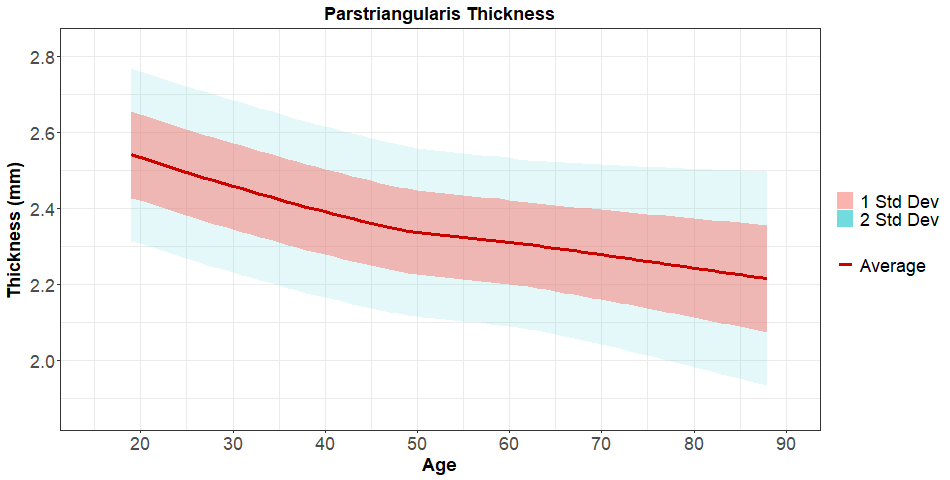 Parstriangularis Thickness
Thickness (mm)
2.8
2.6
2.4
2.2
2.0
20 30 40 50 60 70 80 90
Age
1 Std Dev
2 Std Dev
Average